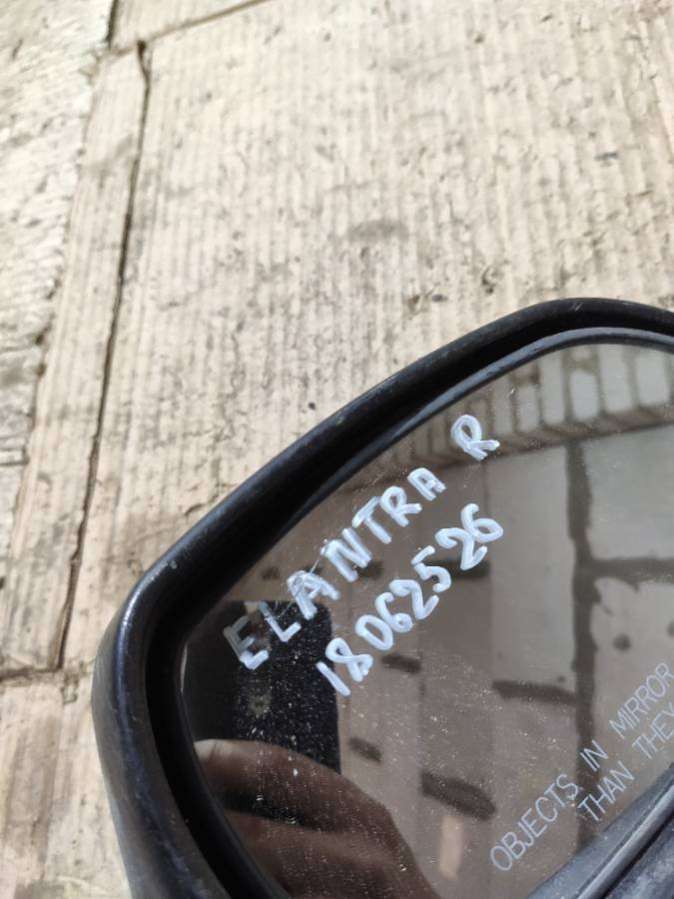 ELANTRA R
18062526
OBJECTS IN MIRROR
THAN THEY